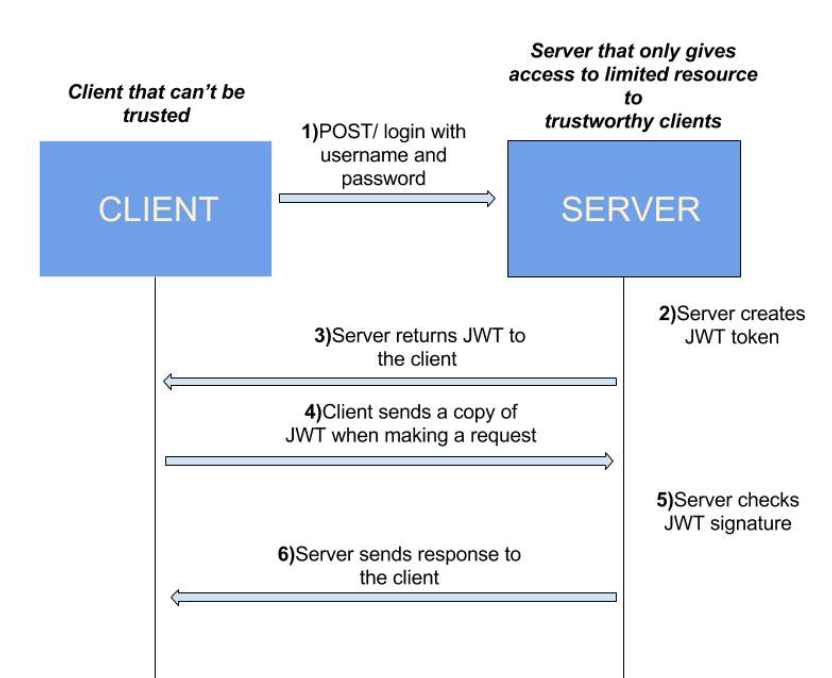 Client that can't be
trusted
Server that only gives
access to limited resource
to
trustworthy clients
1)POST/ login with
username and
password
CLIENT
SERVER
2)Server creates
JWT token
3)Server returns JWT to
the client
4)Client sends a copy of
JWT when making a request
5)Server checks
JWT signature
6)Server sends response to
the client